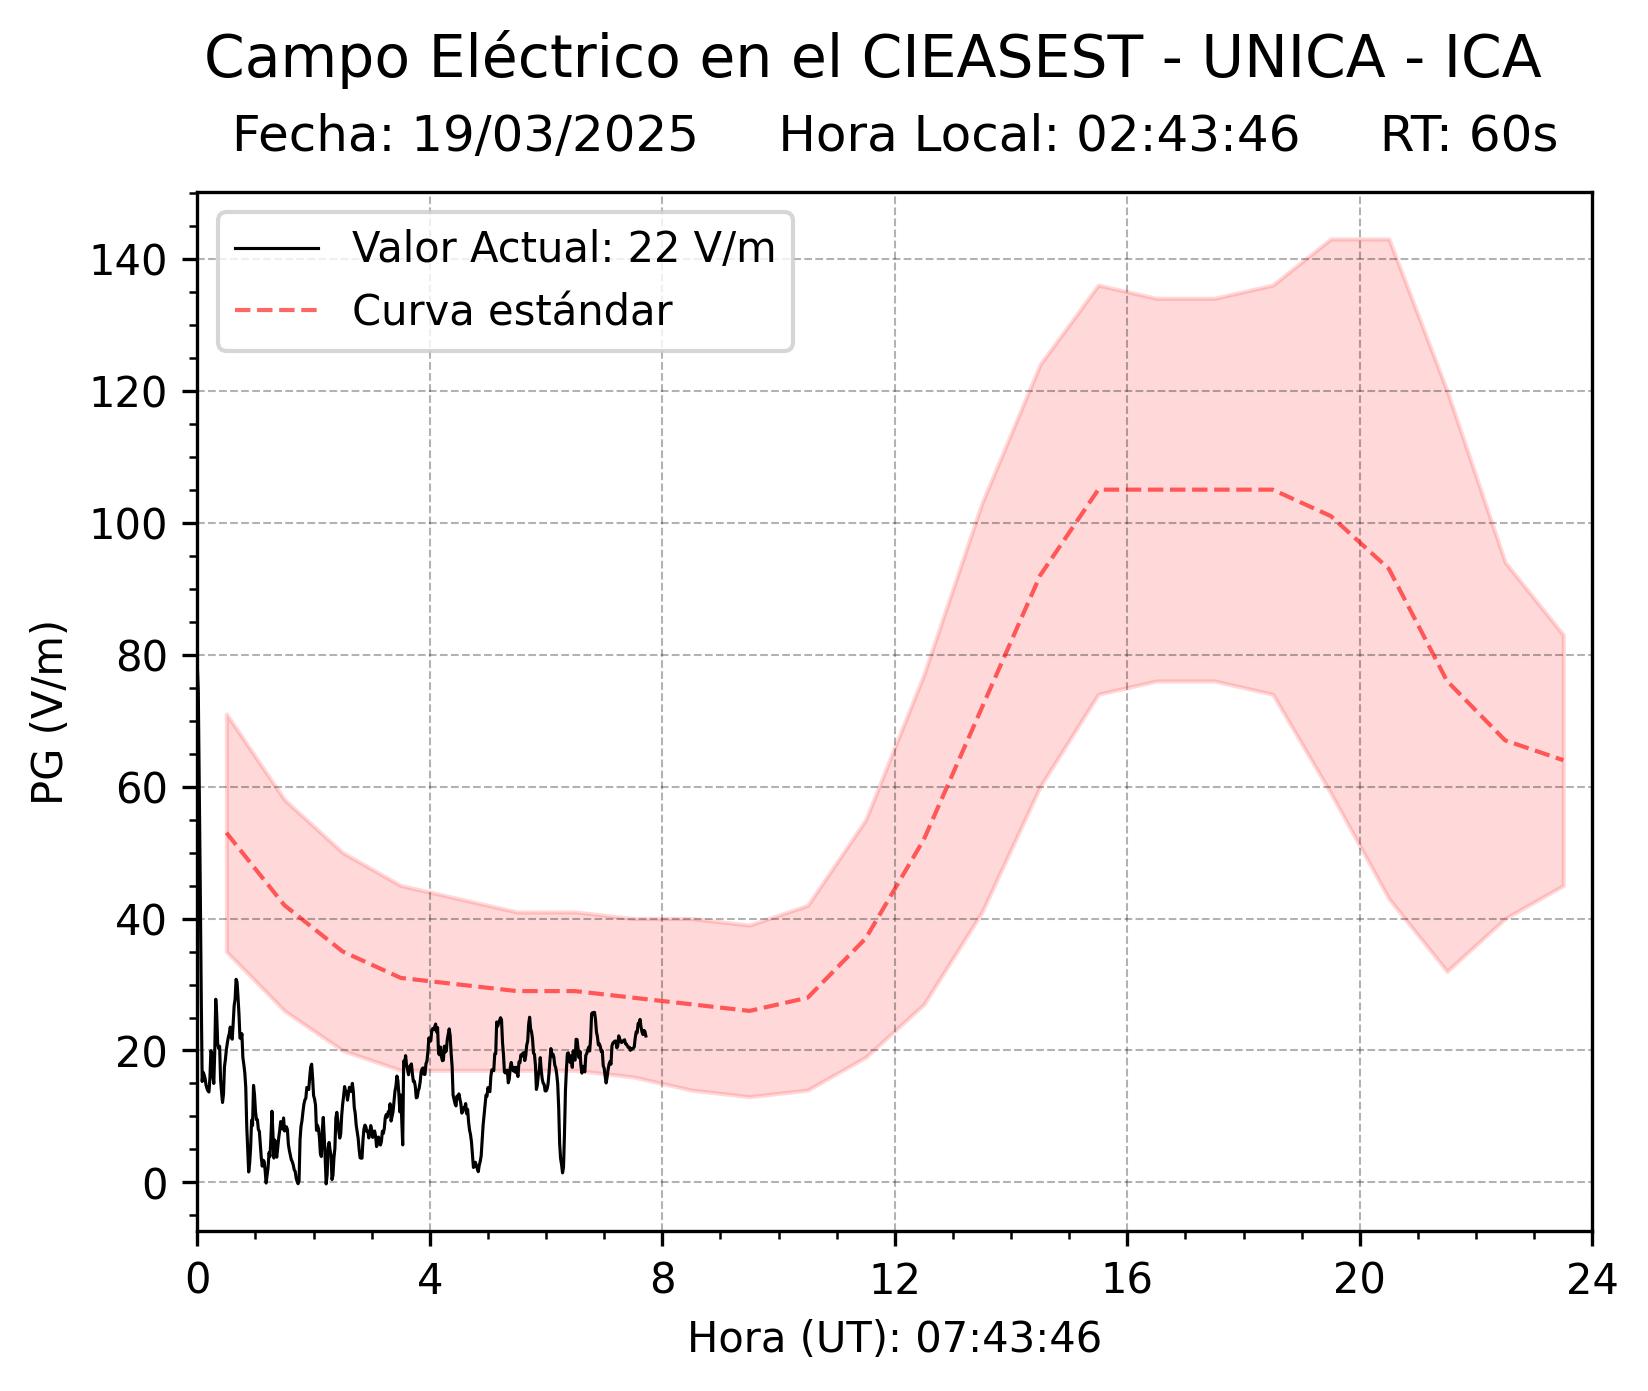 Campo Eléctrico en el CIEASEST - UNICA - ICA
Fecha: 19/03/2025 Hora Local: 02:43:46 RT: 60s
Valor Actual: 22 V/m
Curva estándar
PG (V/m)
140
120
100
80
60
40
20
0
0 4 8 12 16 20 24
Hora (UT): 07:43:46